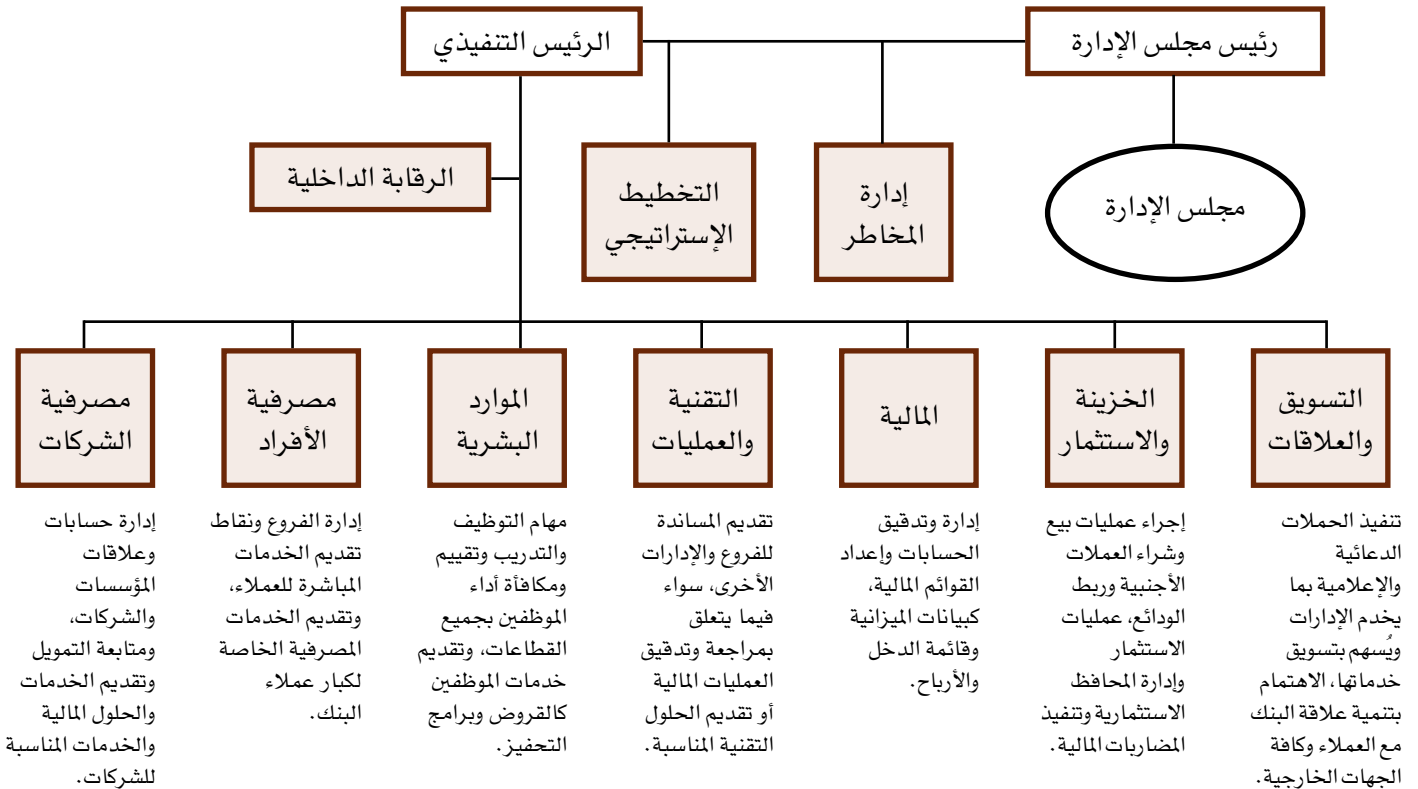 رئيس مجلس الإدارة
الرئيس التنفيذي
مجلس الإدارة
إدارة
المخاطر
التخطيط
الإستراتيجي
الرقابة الداخلية
التسويق
والعلاقات
تنفيذ الحملات
الدعائية
والإعلامية بما
يخدم الإدارات
ويُسهم بتسويق
خدماتها، الاهتمام
بتنمية علاقة البنك
مع العملاء وكافة
الجهات الخارجية.
الخزينة
والاستثمار
إجراء عمليات بيع
وشراء العملات
الأجنبية وربط
الودائع، عمليات
الاستثمار
وإدارة المحافظ
الاستثمارية وتنفيذ
المضاربات المالية.
المالية
إدارة وتدقيق
الحسابات وإعداد
القوائم المالية،
كبيانات الميزانية
وقائمة الدخل
والأرباح.
التقنية
والعمليات
تقديم المساندة
للفروع والإدارات
الأخرى، سواء
فيما يتعلق
بمراجعة وتدقيق
العمليات المالية
أو تقديم الحلول
التقنية المناسبة.
الموارد
البشرية
مهام التوظيف
والتدريب وتقييم
ومكافأة أداء
الموظفين بجميع
القطاعات، وتقديم
خدمات الموظفين
كالقروض وبرامج
التحفيز.
مصرفية
الأفراد
إدارة الفروع ونقاط
تقديم الخدمات
المباشرة للعملاء،
وتقديم الخدمات
المصرفية الخاصة
لكبار عملاء
البنك.
مصرفية
الشركات
إدارة حسابات
وعلاقات
المؤسسات
والشركات،
ومتابعة التمويل
وتقديم الخدمات
والحلول المالية
والخدمات المناسبة
للشركات.